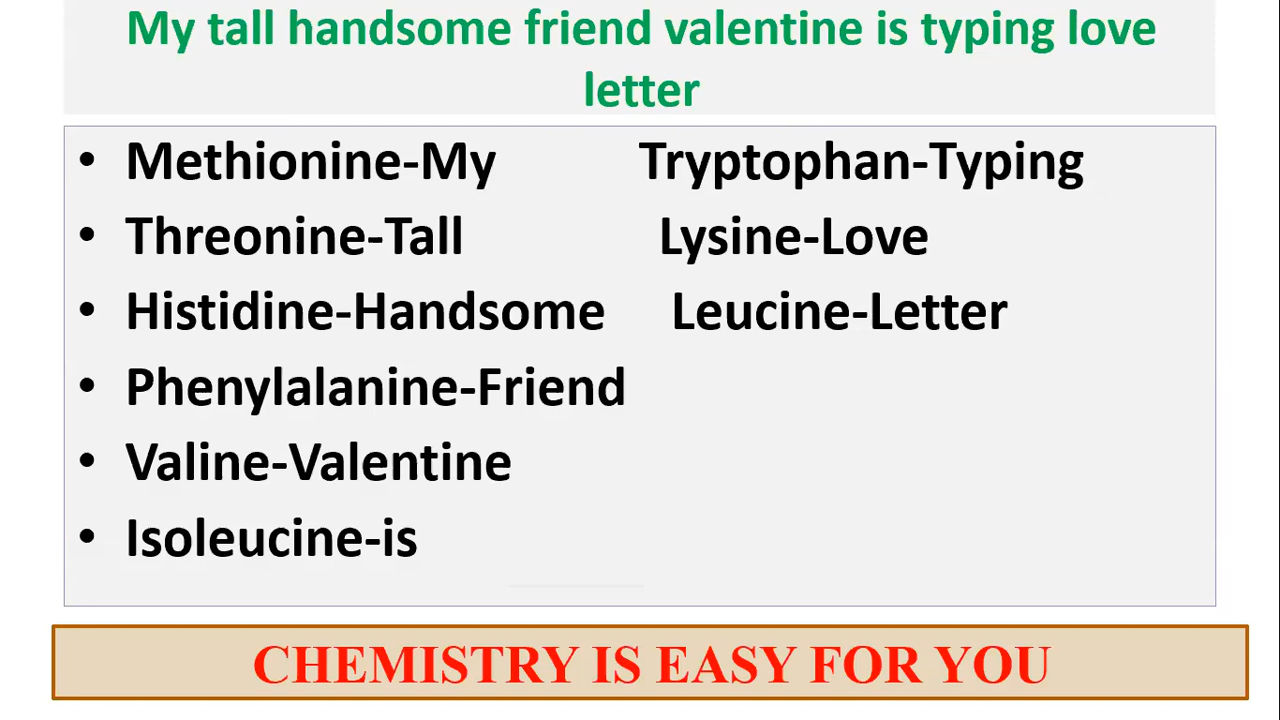 My tall handsome friend valentine is typing love
letter
• Methionine-My Tryptophan-Typing
• Threonine-Tall Lysine-Love
• Histidine-Handsome Leucine-Letter
• Phenylalanine-Friend
• Valine-Valentine
• Isoleucine-is
CHEMISTRY IS EASY FOR YOU